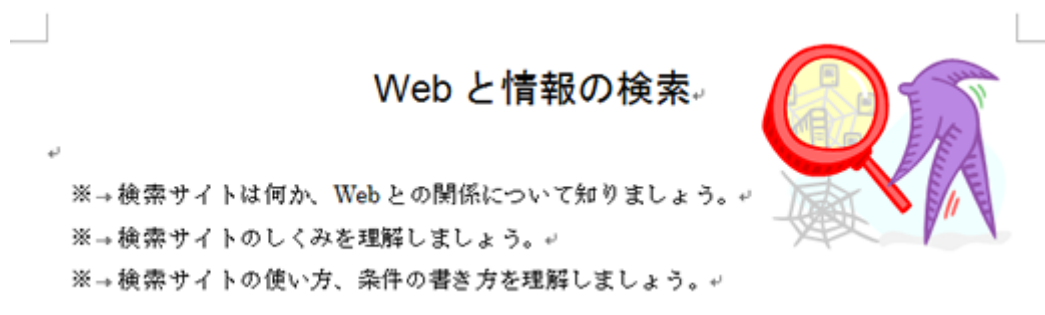 Webと情報の検索
※→検索サイトは何か、Webとの関係について知りましょう。
※→検索サイトのしくみを理解しましょう。
※→検索サイトの使い方、条件の書き方を理解しましょう。